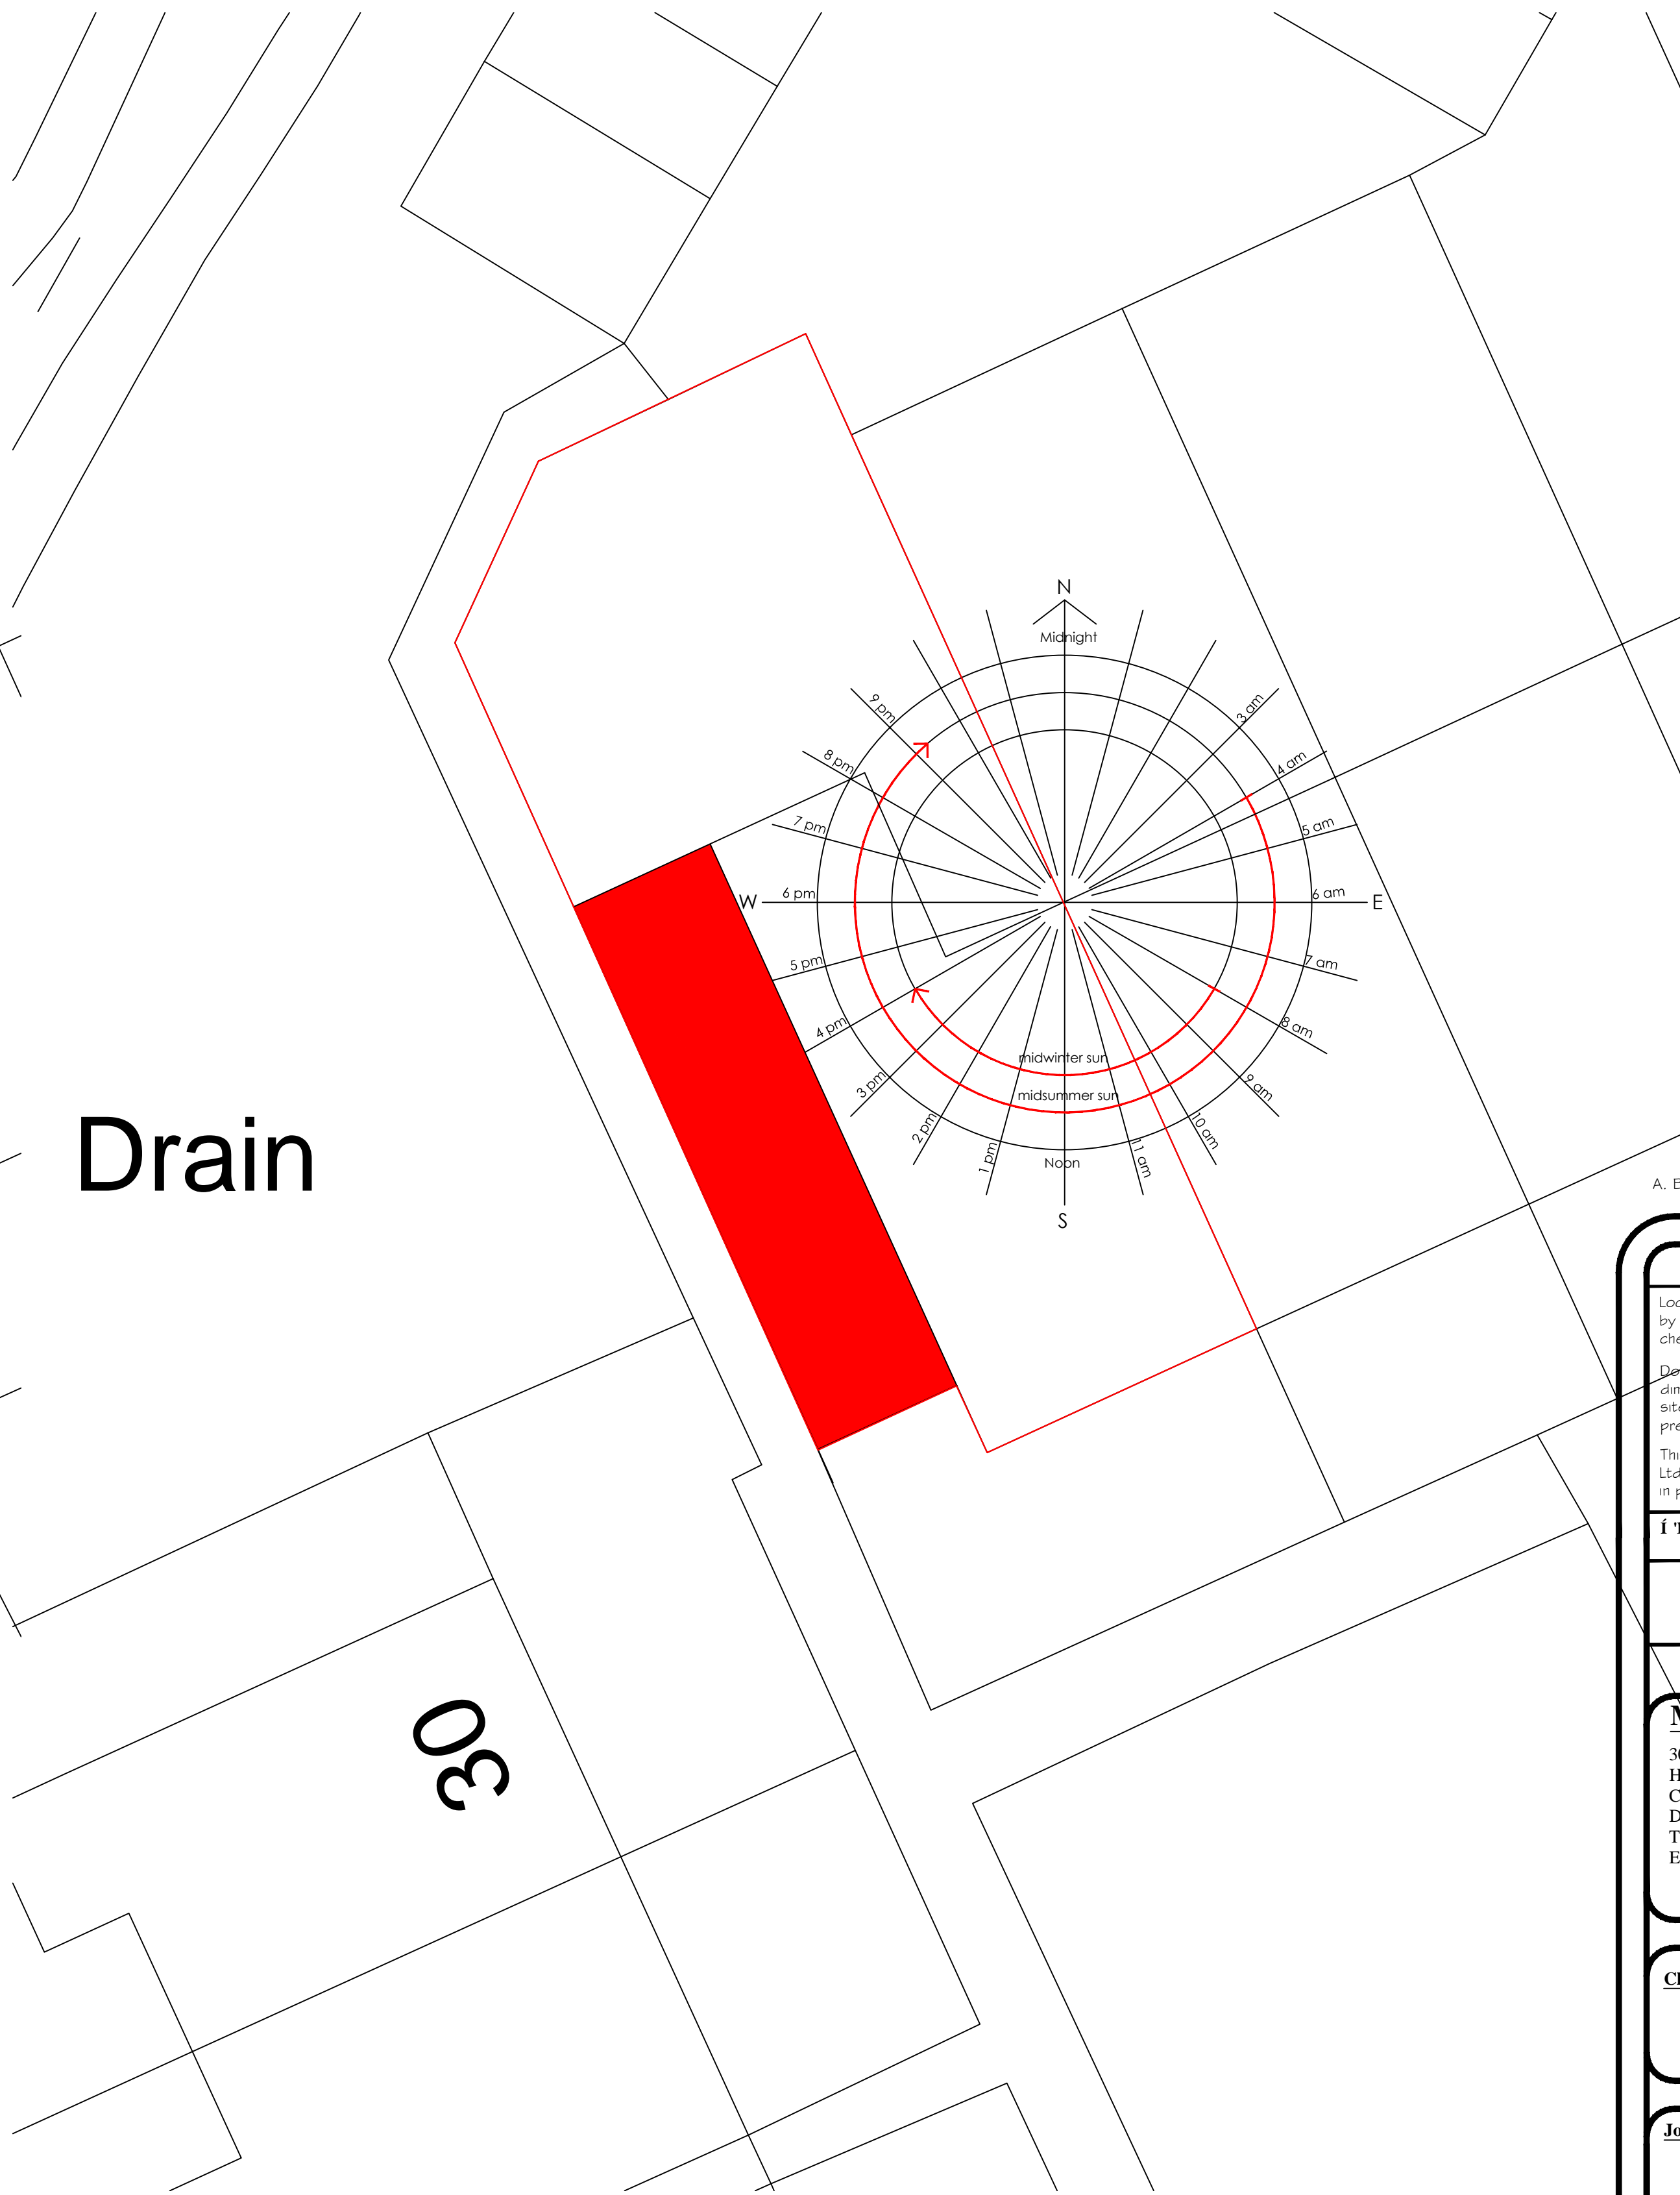 N
Midnight
9 pm
3 am
8 pm
4 am
7 pm
5 am
W
6 pm
6 am
E
5 pm
7 am
4 pm
8 am
midwinter sun
3 pm
9 am
midsummer sun
2 pm
10 am
1 pm
Noon
11 am
S
Drain
30
A.
by
in